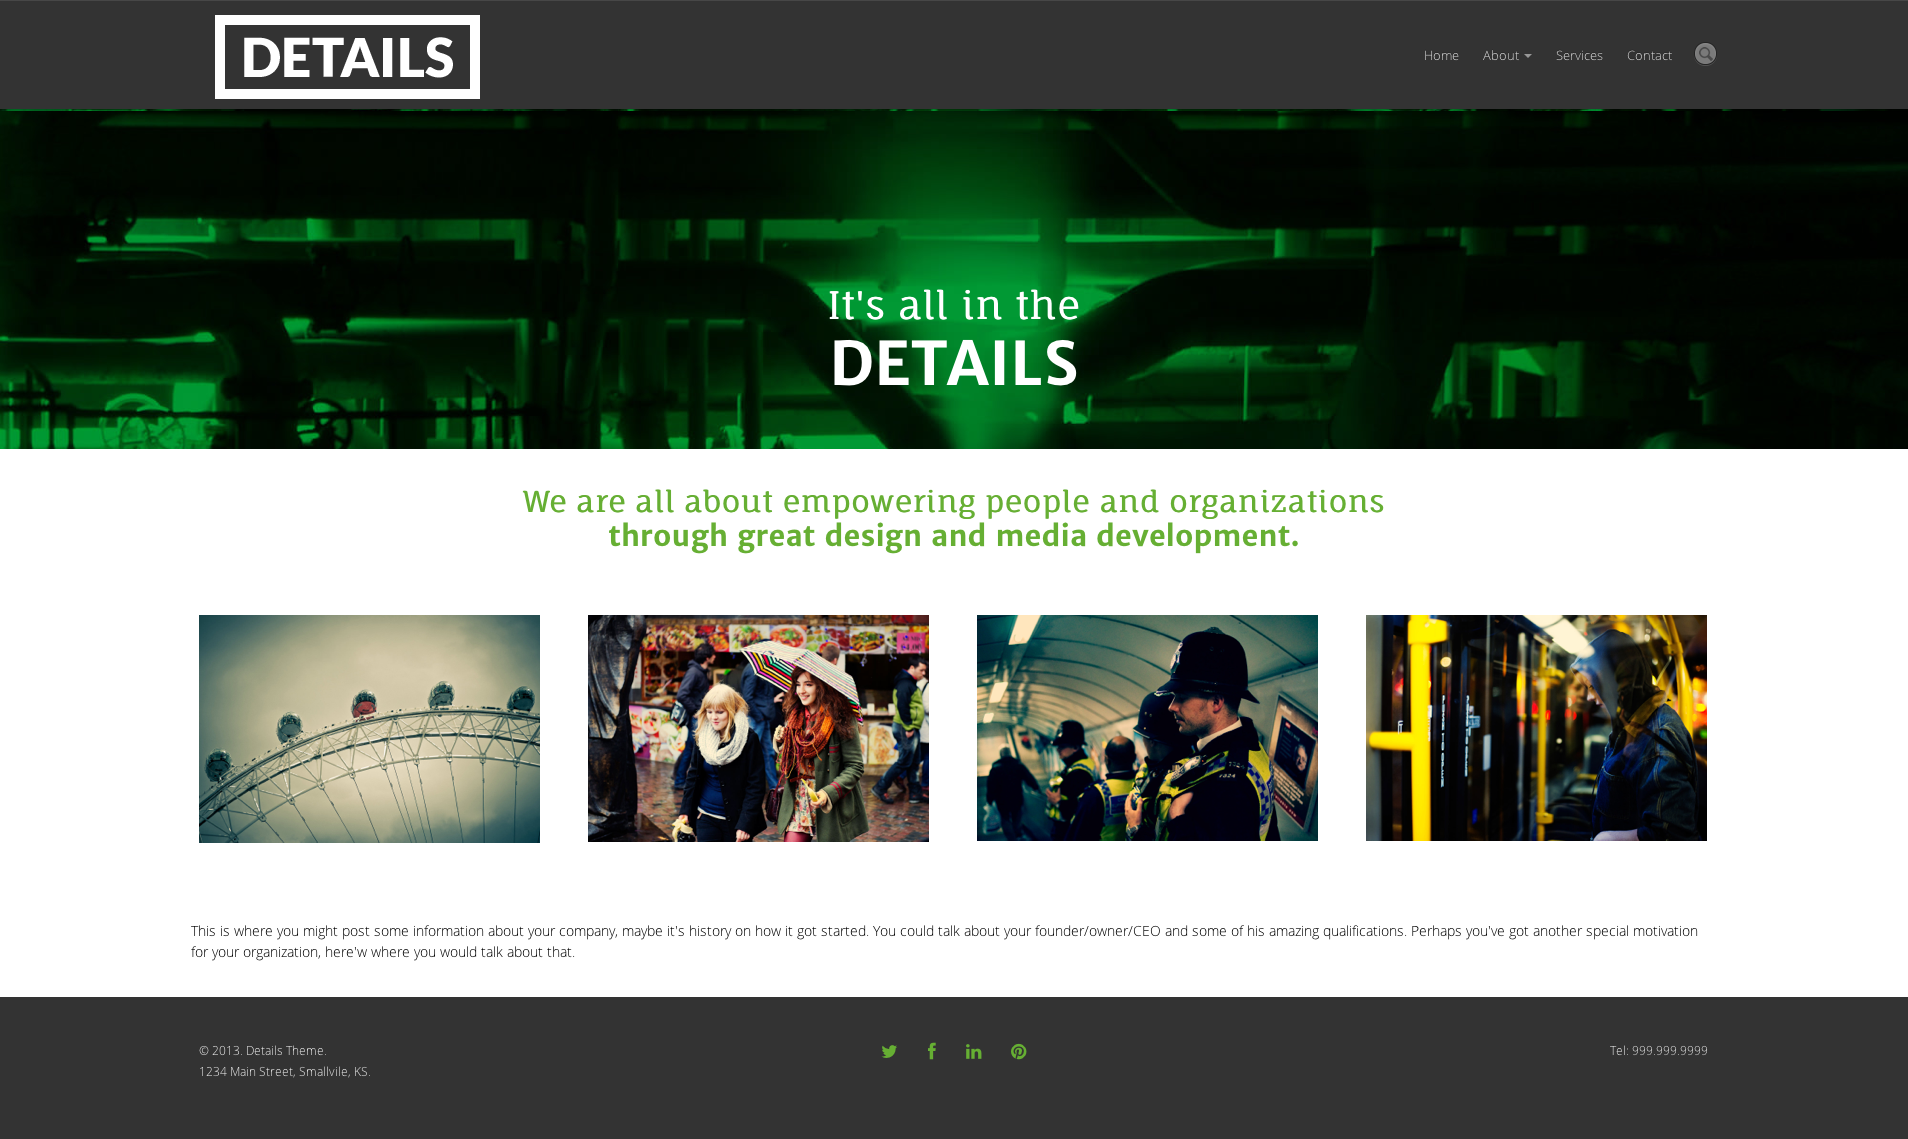 DETAILS
Home About Services Contact
It's all in the
DETAILS
We are all about empowering people and organizations
through great design and media development.
This is where you might post some information about your company, maybe it's history on how it got started. You could talk about your founder/owner/CEO and some of his amazing qualifications. Perhaps you've got another special motivation
for your organization, here'w where you would talk about that.
© 2013. Details Theme.
1234 Main Street, Smallvile, KS.
Tel: 999.999.9999